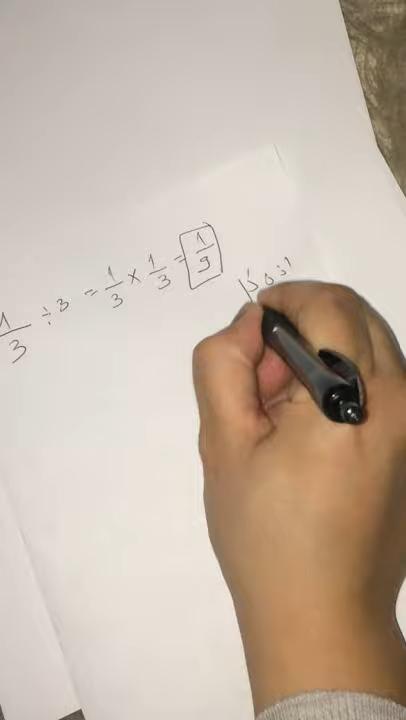 1/3 ÷ 3 = 1/3 × 1/3 = 1/9